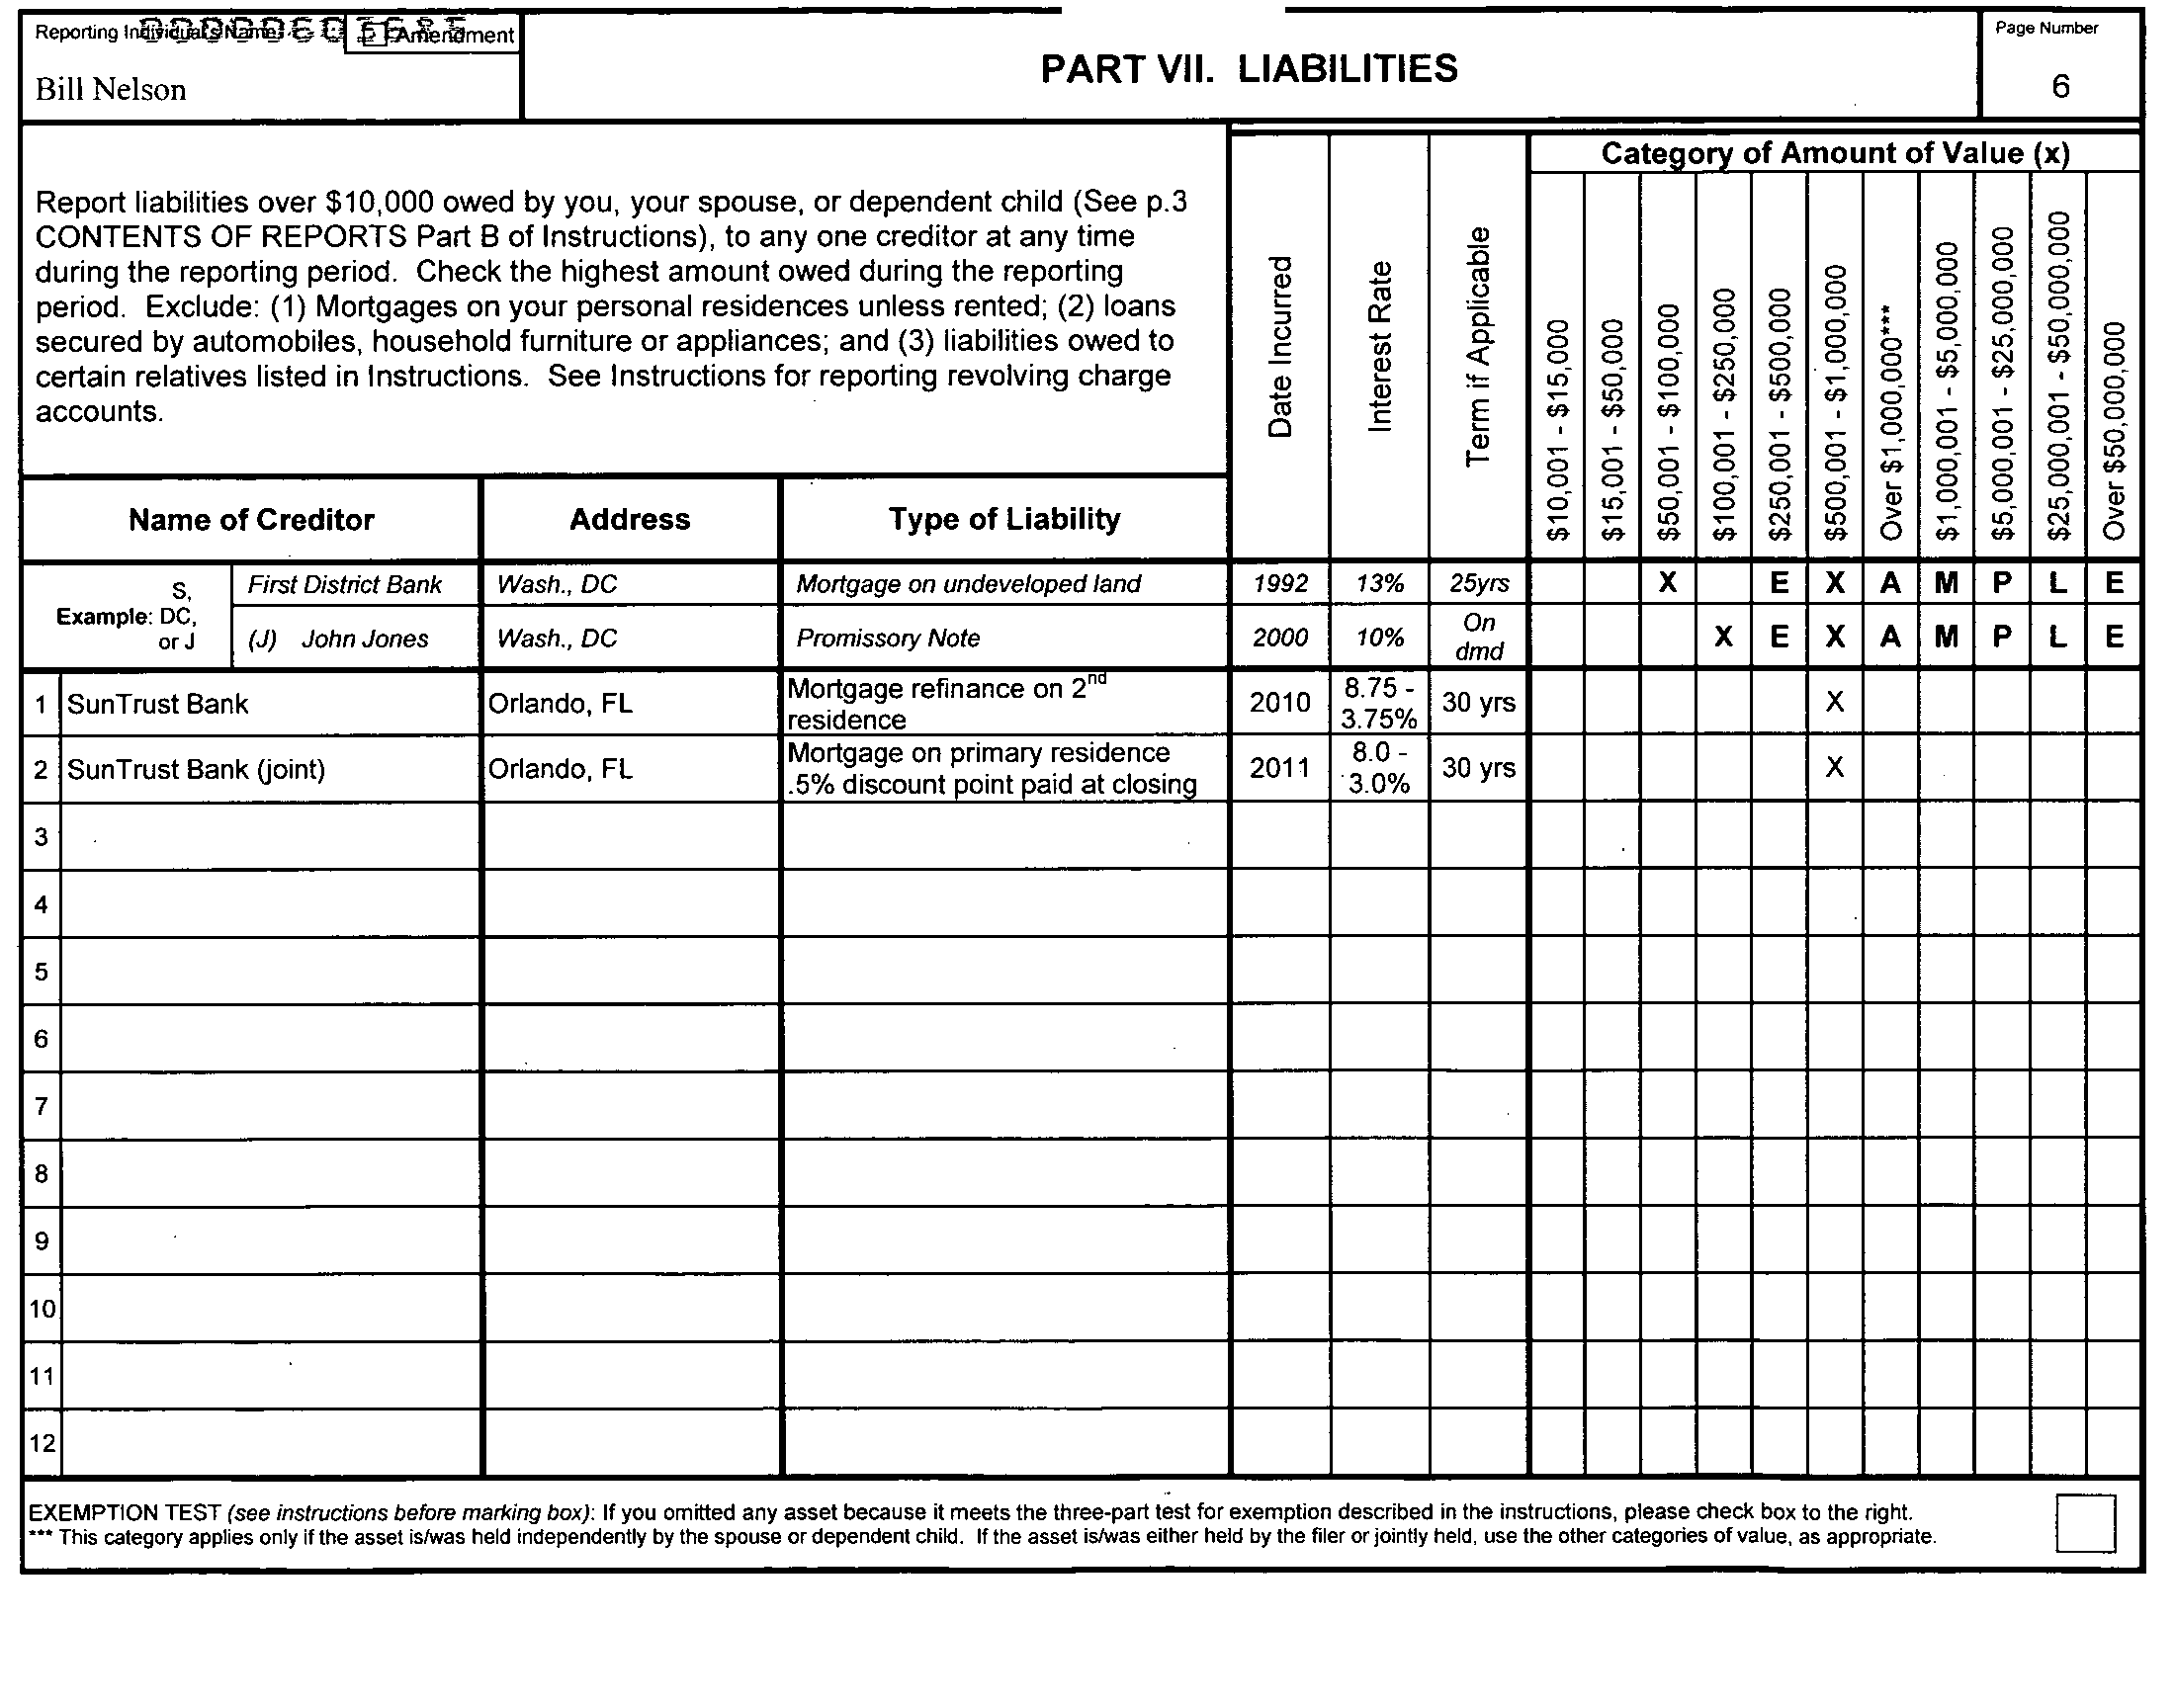 Reporting Individual's Name
Amendment
Bill Nelson
PART VII. LIABILITIES
Page Number
6
Report liabilities over $10,000 owed by you, your spouse, or dependent child (See p.3
CONTENTS OF REPORTS Part B of Instructions), to any one creditor at any time
during the reporting period. Check the highest amount owed during the reporting
period. Exclude: (1) Mortgages on your personal residences unless rented; (2) loans
secured by automobiles, household furniture or appliances; and (3) liabilities owed to
certain relatives listed in Instructions. See Instructions for reporting revolving charge
accounts.
Date Incurred
Interest Rate
Term if Applicable
Category of Amount of Value (x)
$10,001 - $15,000
$15,001 - $50,000
$50,001 - $100,000
$100,001 - $250,000
$250,001 - $500,000
$500,001 - $1,000,000
Over $1,000,000***
$1,000,001 - $5,000,000
$5,000,001 - $25,000,000
$25,000,001 - $50,000,000
Over $50,000,000
Name of Creditor Address Type of Liability
Example: S, DC, or J
First District Bank Wash., DC Mortgage on undeveloped land 1992 13% 25yrs X E X A M P L E
(J) John Jones Wash., DC Promissory Note 2000 10% On dmd X E X A M P L E
1 SunTrust Bank Orlando, FL Mortgage refinance on 2nd residence 2010 8.75 - 3.75% 30 yrs X
2 SunTrust Bank (joint) Orlando, FL Mortgage on primary residence .5% discount point paid at closing 2011 8.0 - 3.0% 30 yrs X
3
4
5
6
7
8
9
10
11
12
EXEMPTION TEST (see instructions before marking box): If you omitted any asset because it meets the three-part test for exemption described in the instructions, please check box to the right.
*** This category applies only if the asset is/was held independently by the spouse or dependent child. If the asset is/was either held by the filer or jointly held, use the other categories of value, as appropriate.